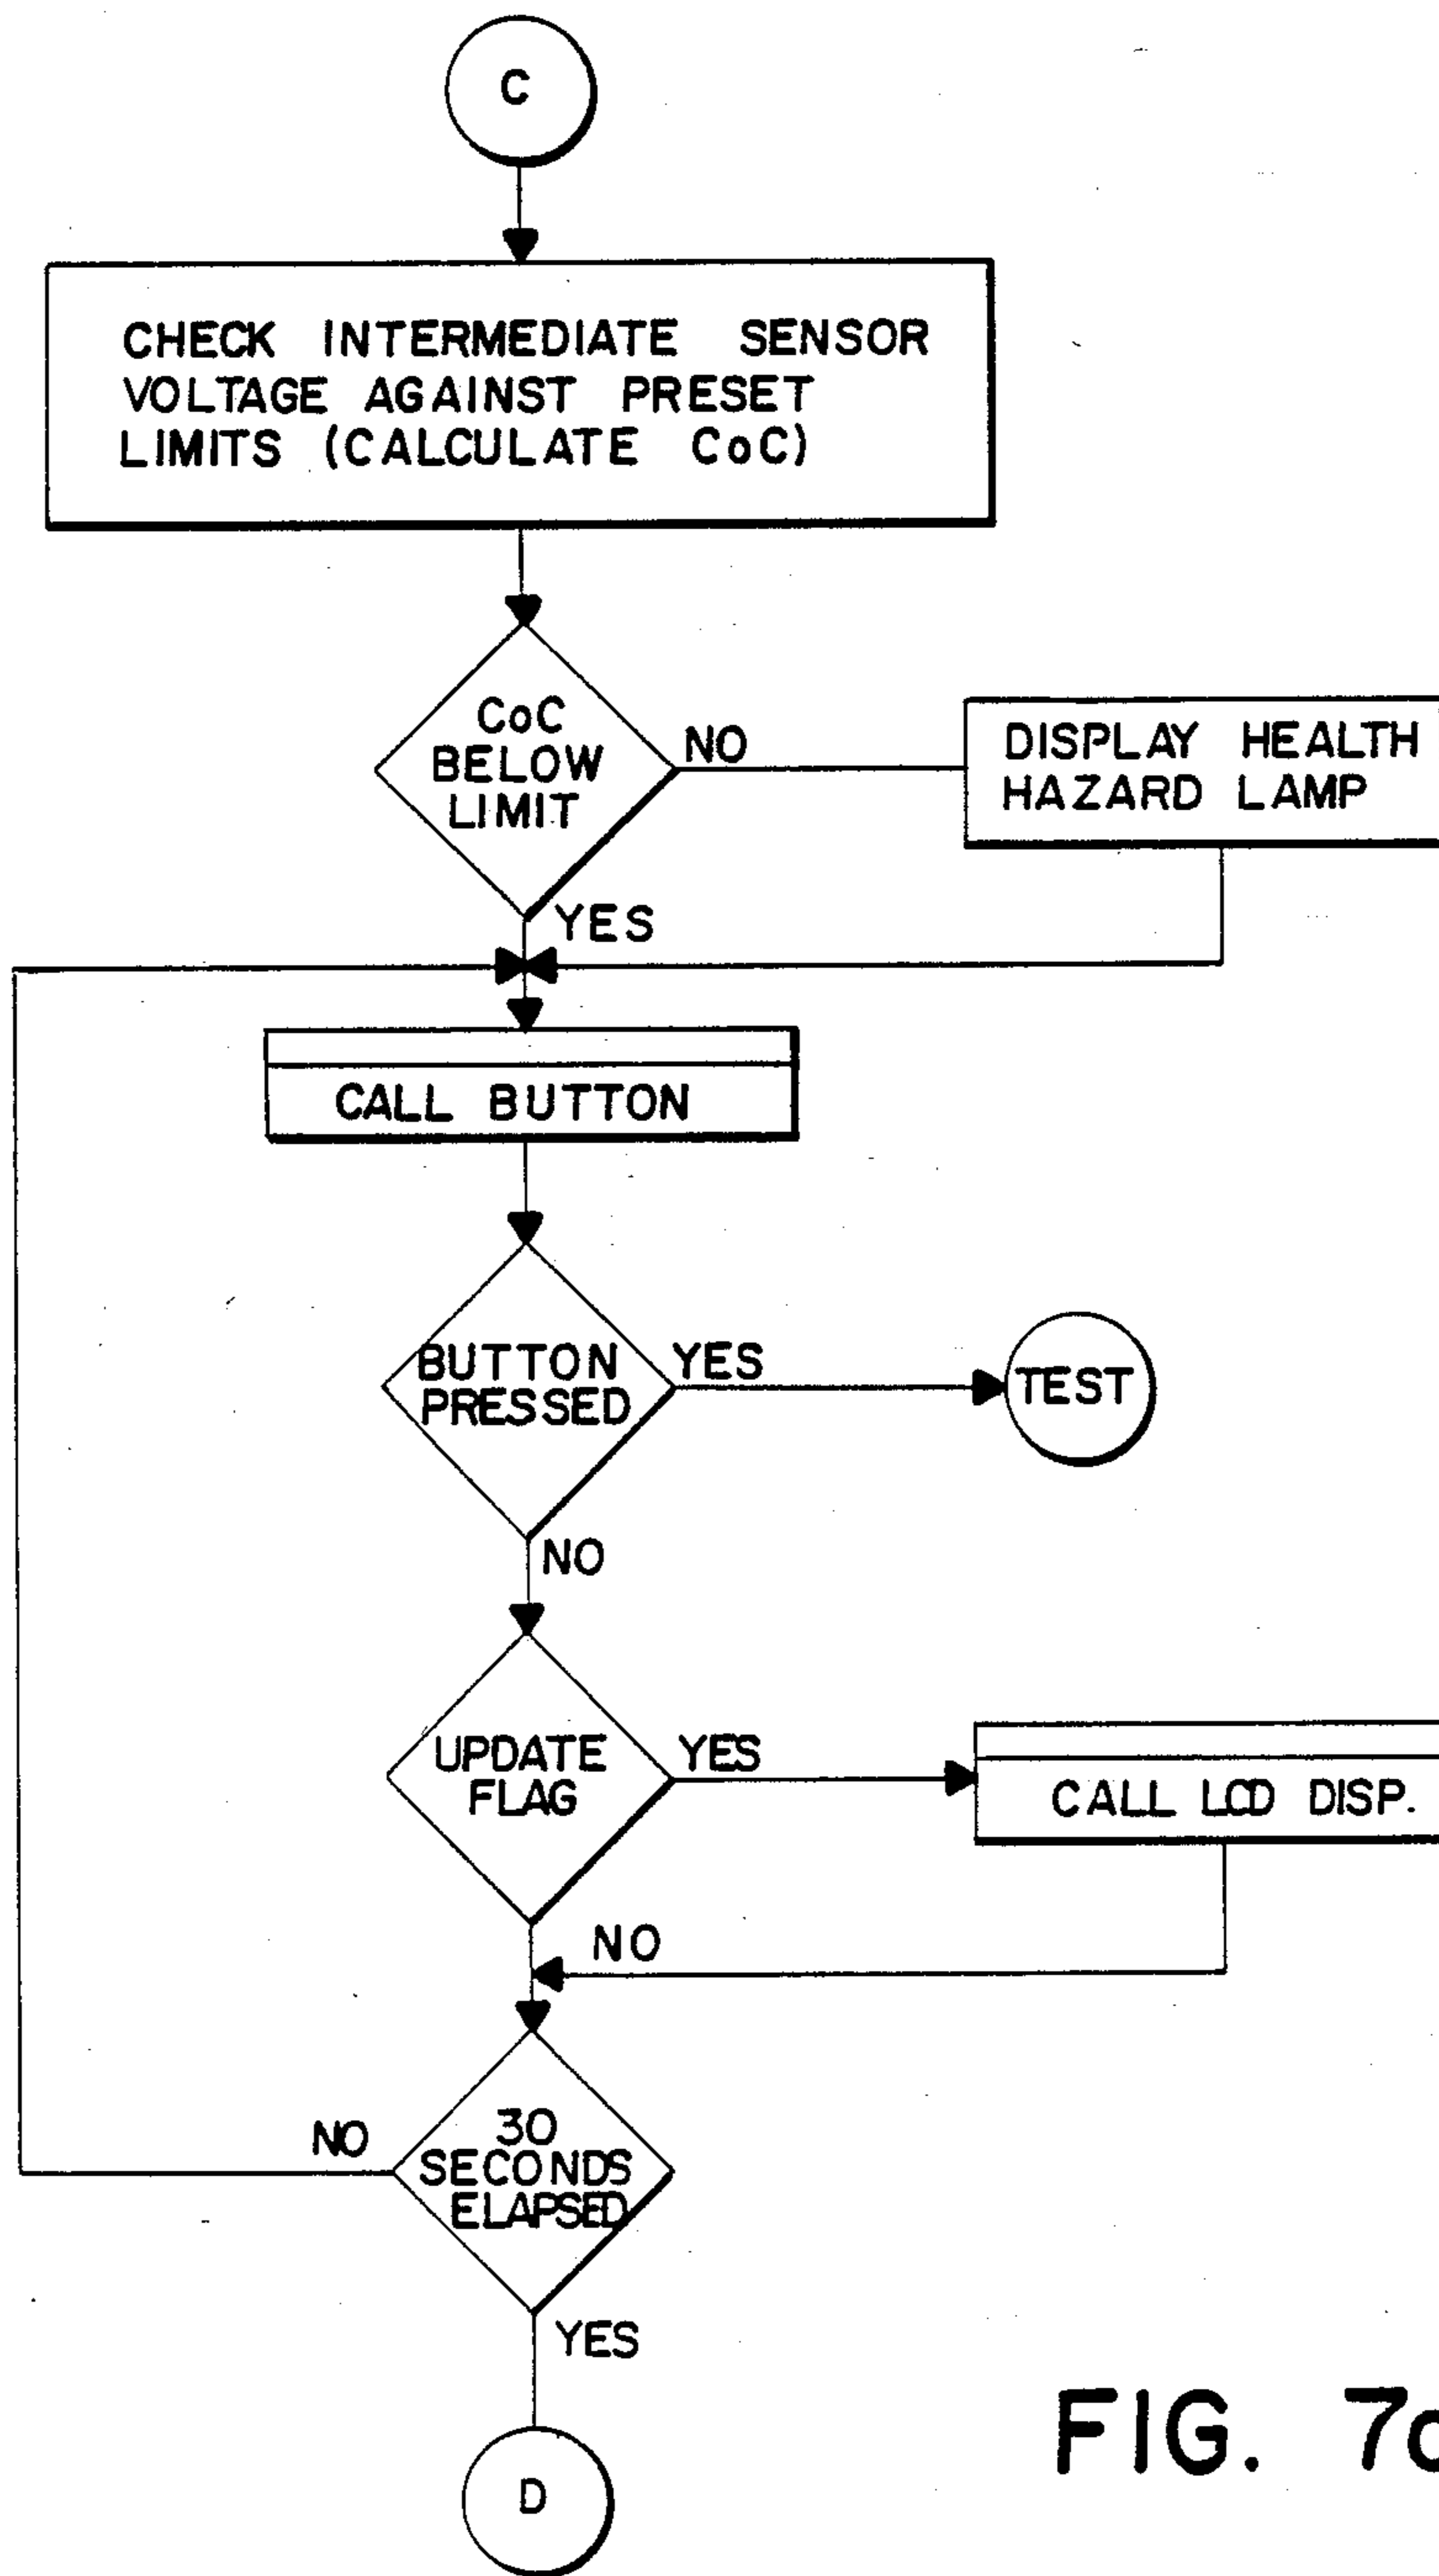 C
CHECK INTERMEDIATE SENSOR
VOLTAGE AGAINST PRESET
LIMITS (CALCULATE CoC)
CoC
BELOW
LIMIT
NO
DISPLAY HEALTH
HAZARD LAMP
YES
CALL BUTTON
BUTTON
PRESSED
YES
TEST
NO
UPDATE
FLAG
YES
CALL LCD DISP.
NO
30
SECONDS
ELAPSED
NO
YES
D
FIG.